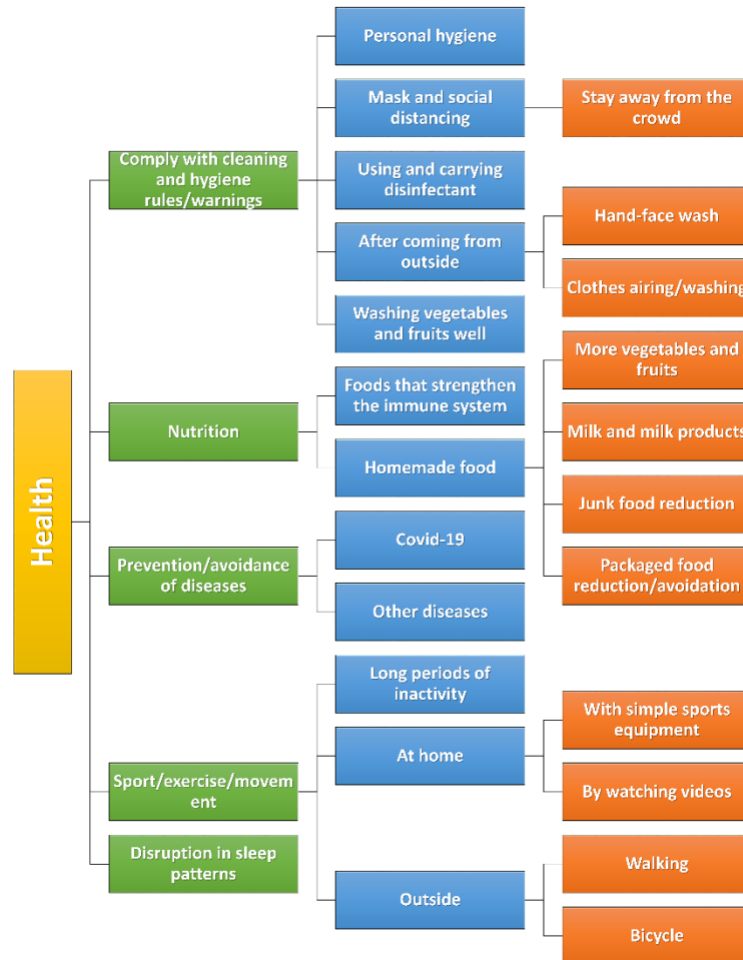 Health
Comply with cleaning
and hygiene
rules/warnings
Personal hygiene
Mask and social
distancing
Stay away from the
crowd
Using and carrying
disinfectant
After coming from
outside
Hand-face wash
Clothes airing/washing
Washing vegetables
and fruits well
Nutrition
Foods that strengthen
the immune system
Homemade food
More vegetables and
fruits
Milk and milk products
Junk food reduction
Packaged food
reduction/avoidation
Prevention/avoidance
of diseases
Covid-19
Other diseases
Sport/exercise/movem
ent
Long periods of
inactivity
At home
With simple sports
equipment
By watching videos
Outside
Walking
Bicycle
Disruption in sleep
patterns